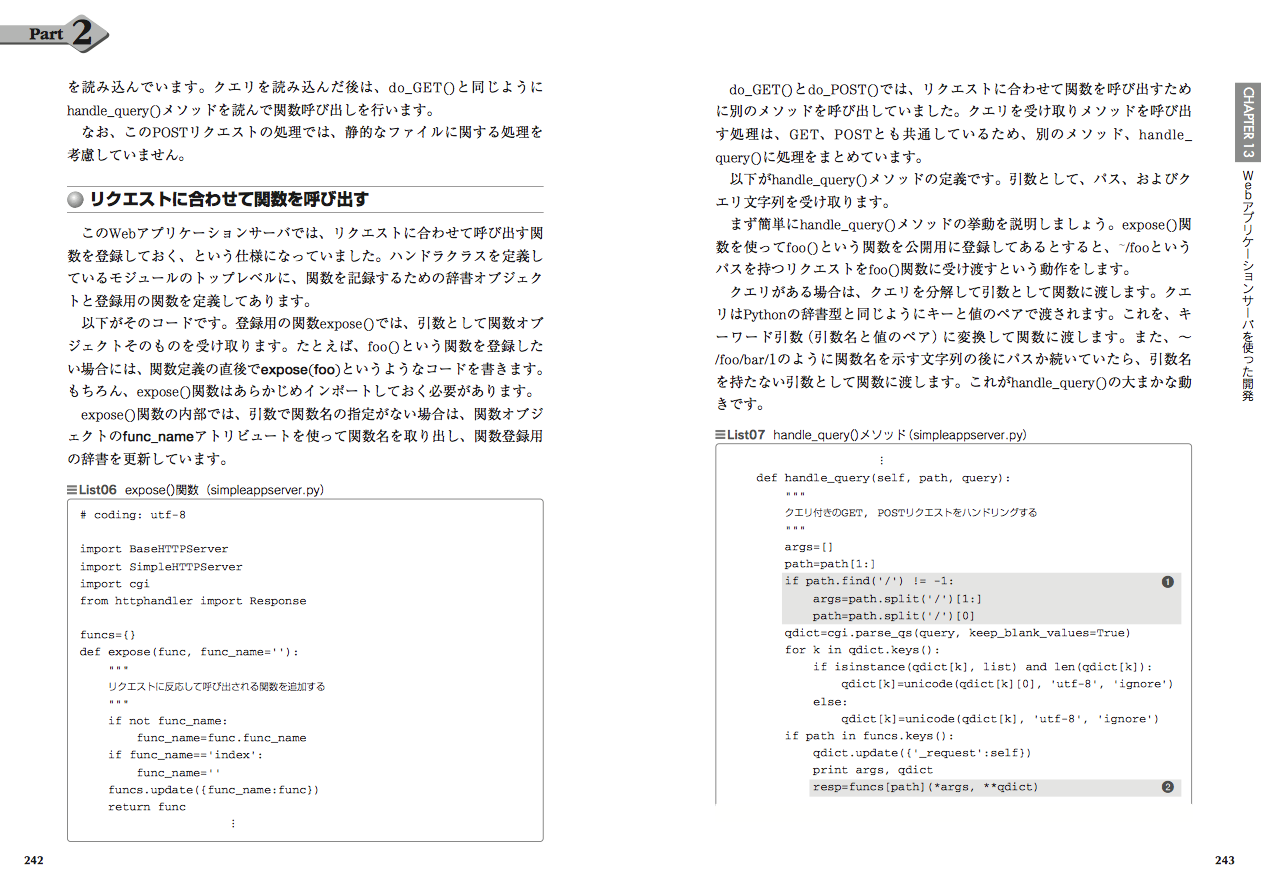 Part 2
を読み込んでいます。クエリを読み込んだ後は、do_GET()と同じように
handle_query()メソッドを読んで関数呼び出しを行います。
なお、このPOSTリクエストの処理では、静的なファイルに関する処理を
考慮していません。
リクエストに合わせて関数を呼び出す
このWebアプリケーションサーバでは、リクエストに合わせて呼び出す関
数を登録しておく、という仕様になっていました。ハンドラクラスを定義し
ているモジュールのトップレベルに、関数を記録するための辞書オブジェク
トと登録用の関数を定義してあります。
以下がそのコードです。登録用の関数expose()では、引数として関数オブ
ジェクトそのものを受け取ります。たとえば、foo()という関数を登録した
い場合には、関数定義の直後でexpose(foo)というようなコードを書きます。
もちろん、expose()関数はあらかじめインポートしておく必要があります。
expose()関数の内部では、引数で関数名の指定がない場合は、関数オブジ
ェクトのfunc_nameアトリビュートを使って関数名を取り出し、関数登録用
の辞書を更新しています。
List06 expose()関数（simpleappserver.py）
# coding: utf-8
import BaseHTTPServer
import SimpleHTTPServer
import cgi
from httphandler import Response
funcs={}
def expose(func, func_name=''):
"""
リクエストに反応して呼び出される関数を追加する
"""
if not func_name:
func_name=func.func_name
if func_name=='index':
func_name=''
funcs.update({func_name:func})
return func
⋮
242
do_GET()とdo_POST()では、リクエストに合わせて関数を呼び出すため
に別のメソッドを呼び出していました。クエリを受け取りメソッドを呼び出
す処理は、GET、POSTとも共通しているため、別のメソッド、handle_
query()に処理をまとめています。
以下がhandle_query()メソッドの定義です。引数として、パス、およびク
エリ文字列を受け取ります。
まず簡単にhandle_query()メソッドの挙動を説明しましょう。expose()関
数を使ってfoo()という関数を公開用に登録してあるとすると、~/fooという
パスを持つリクエストをfoo()関数に受け渡すという動作をします。
クエリがある場合は、クエリを分解して引数として関数に渡します。クエ
リはPythonの辞書型と同じようにキーと値のペアで渡されます。これを、キ
ーワード引数（引数名と値のペア）に変換して関数に渡します。また、～
/foo/bar/1のように関数名を示す文字列の後にパスか続いていたら、引数名
を持たない引数として関数に渡します。これがhandle_query()の大まかな動
きです。
List07 handle_query()メソッド（simpleappserver.py）
⋮
def handle_query(self, path, query):
"""
クエリ付きのGET, POSTリクエストをハンドリングする
"""
args=[]
path=path[1:]
if path.find('/') != -1: ❶
args=path.split('/')[1:]
path=path.split('/')[0]
qdict=cgi.parse_qs(query, keep_blank_values=True)
for k in qdict.keys():
if isinstance(qdict[k], list) and len(qdict[k]):
qdict[k]=unicode(qdict[k][0], 'utf-8', 'ignore')
else:
qdict[k]=unicode(qdict[k], 'utf-8', 'ignore')
if path in funcs.keys():
qdict.update({'_request':self})
print args, qdict
resp=funcs[path](*args, **qdict) ❷
CHAPTER 13
Webアプリケーションサーバを使った開発
243